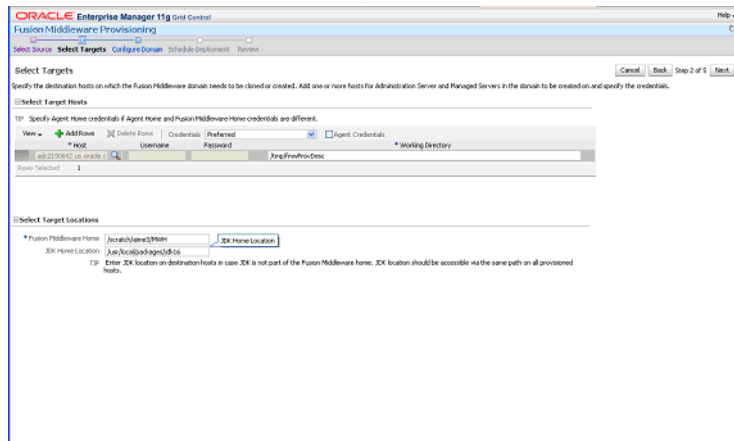 ORACLE Enterprise Manager 11g Grid Control
Help
Fusion Middleware Provisioning
Select Source Select Targets Configure Domain Schedule Deployment Review
Select Targets
Cancel Back Step 2 of 5 Next
Specify the destination hosts on which the Fusion Middleware domain needs to be cloned or created. Add one or more hosts for Administration Server and Managed Servers in the domain to be created on and specify the credentials.
Select Target Hosts
TIP Specify Agent Home credentials if Agent Home and Fusion Middleware Home credentials are different.
View Add Rows Delete Rows Credentials Preferred Agent Credentials
* Host Username Password * Working Directory
adc2190642.us.oracle.c /tmp/fmwProvDesc
Rows Selected 1
Select Target Locations
* Fusion Middleware Home /scratch/aime3/MWH JDK Home Location
JDK Home Location /usr/local/packages/jdk16
TIP Enter JDK location on destination hosts in case JDK is not part of the Fusion Middleware home. JDK location should be accessible via the same path on all provisioned
hosts.